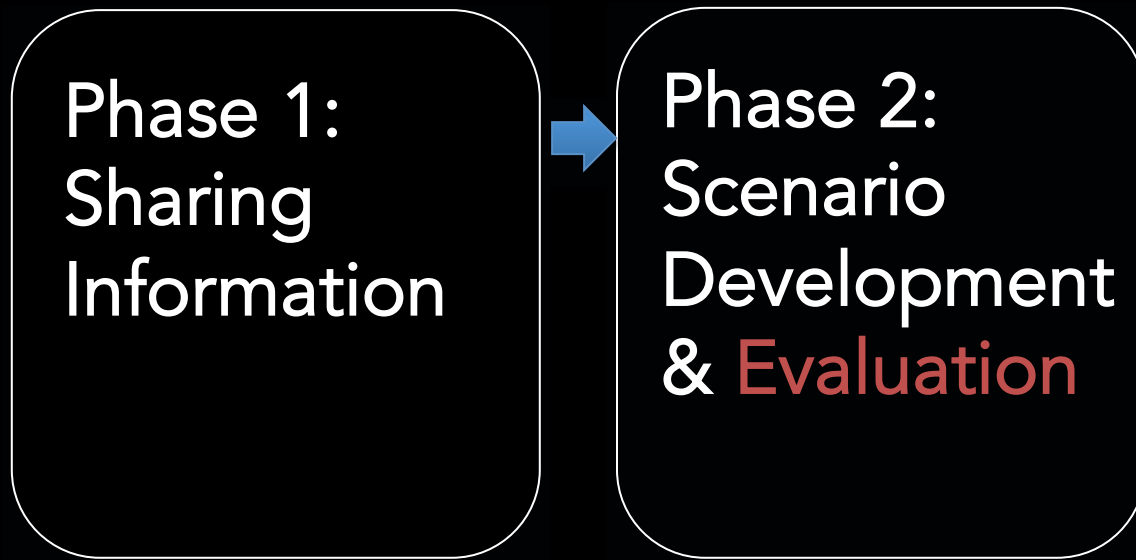 Phase 1:
Sharing
Information
Phase 2:
Scenario
Development
& Evaluation